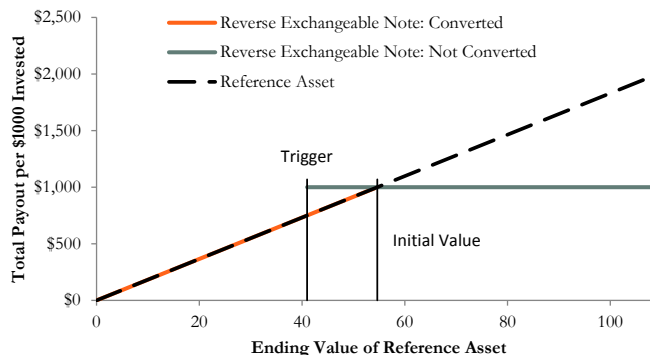 Reverse Exchangeable Note: Converted
Reverse Exchangeable Note: Not Converted
Reference Asset
Total Payout per $1000 Invested
$2,500
$2,000
$1,500
$1,000
$500
$0
Trigger
Initial Value
0
20
40
60
80
100
Ending Value of Reference Asset